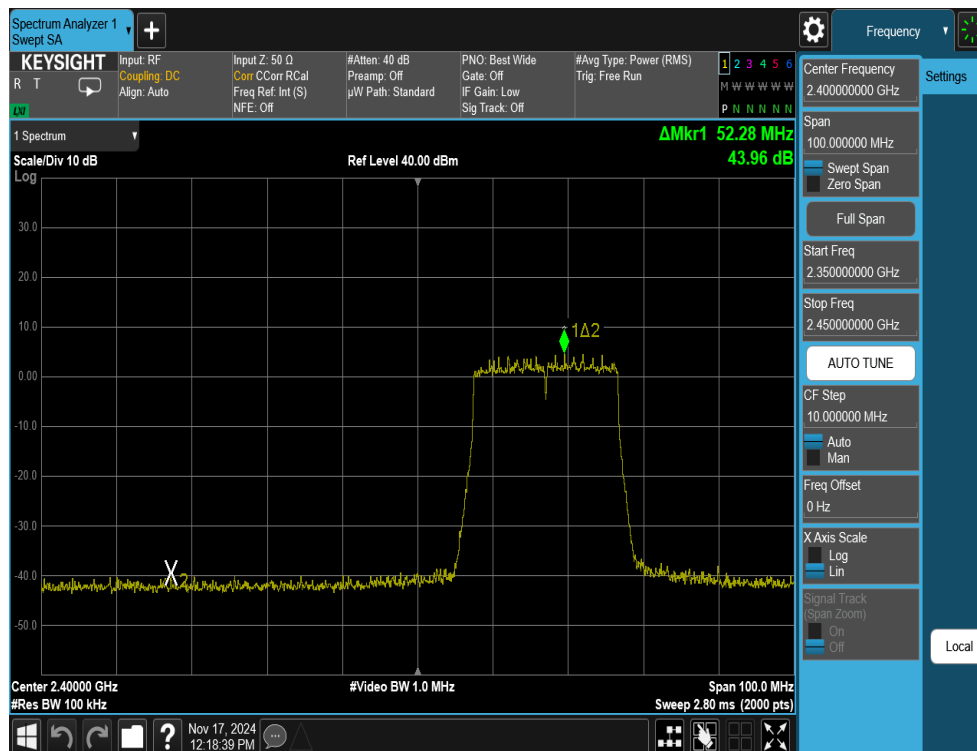 Spectrum Analyzer 1
Swept SA
Frequency
KEYSIGHT
R T
LXI
Input: RF
Coupling: DC
Align: Auto
Input Z: 50 Ω
Corr CCorr RCal
Freq Ref: Int (S)
NFE: Off
#Atten: 40 dB
Preamp: Off
µW Path: Standard
PNO: Best Wide
Gate: Off
IF Gain: Low
Sig Track: Off
#Avg Type: Power (RMS)
Trig: Free Run
1 2 3 4 5 6
M W W W W W
P N N N N N
1 Spectrum
Scale/Div 10 dB
Log
Ref Level 40.00 dBm
ΔMkr1 52.28 MHz
43.96 dB
30.0
20.0
10.0
0.00
-10.0
-20.0
-30.0
-40.0
-50.0
1Δ2
X2
Center 2.40000 GHz
#Res BW 100 kHz
#Video BW 1.0 MHz
Span 100.0 MHz
Sweep 2.80 ms (2000 pts)
Nov 17, 2024
12:18:39 PM
Center Frequency
2.400000000 GHz
Span
100.000000 MHz
Swept Span
Zero Span
Full Span
Start Freq
2.350000000 GHz
Stop Freq
2.450000000 GHz
AUTO TUNE
CF Step
10.000000 MHz
Auto
Man
Freq Offset
0 Hz
X Axis Scale
Log
Lin
Signal Track
(Span Zoom)
On
Off
Settings
Local